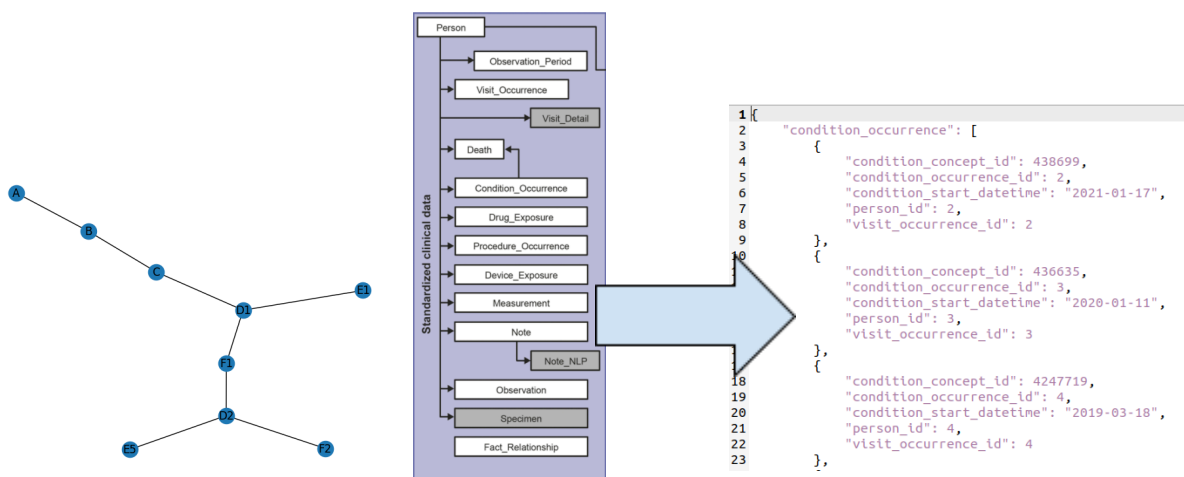 A
B
C
D1
E1
F1
D2
E5
F2
Standardized clinical data
Person
Observation_Period
Visit_Occurrence
Visit_Detail
Death
Condition_Occurrence
Drug_Exposure
Procedure_Occurrence
Device_Exposure
Measurement
Note
Note_NLP
Observation
Specimen
Fact_Relationship
1 {
2 "condition_occurrence": [
3 {
4 "condition_concept_id": 438699,
5 "condition_occurrence_id": 2,
6 "condition_start_datetime": "2021-01-17",
7 "person_id": 2,
8 "visit_occurrence_id": 2
9 },
10 {
"condition_concept_id": 436635,
"condition_occurrence_id": 3,
"condition_start_datetime": "2020-01-11",
"person_id": 3,
"visit_occurrence_id": 3
},
{
18 "condition_concept_id": 4247719,
19 "condition_occurrence_id": 4,
20 "condition_start_datetime": "2019-03-18",
21 "person_id": 4,
22 "visit_occurrence_id": 4
23 },